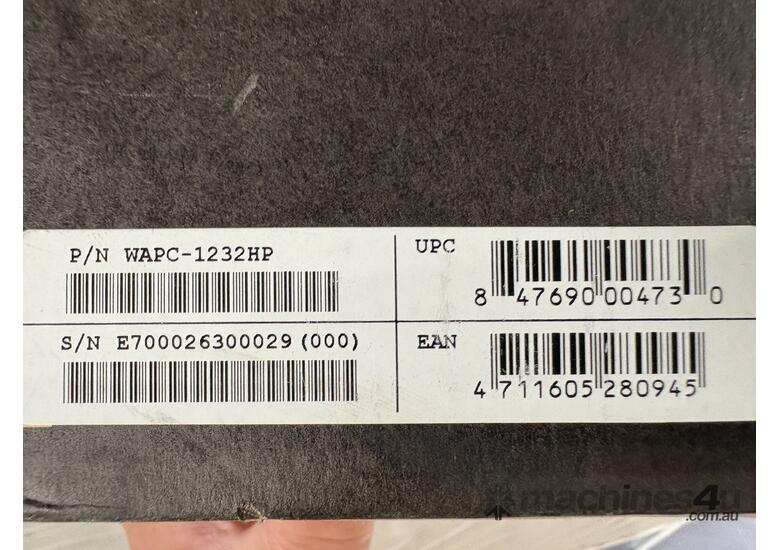 P/N WAPC-1232HP
UPC
8 47690 00473 0
S/N E700026300029 (000)
EAN
4 711605 280945
machines4u
.com.au